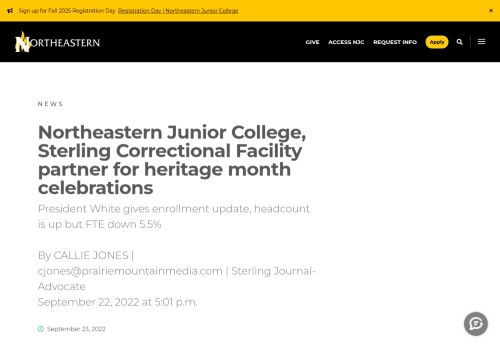 Sign up for Fall 2025 Registration Day Registration Day | Northeastern Junior College ×
NORTHEASTERN GIVE ACCESS NJC REQUEST INFO Apply
NEWS
Northeastern Junior College,
Sterling Correctional Facility
partner for heritage month
celebrations
President White gives enrollment update, headcount
is up but FTE down 5.5%
By CALLIE JONES |
cjones@prairiemountainmedia.com | Sterling Journal-
Advocate
September 22, 2022 at 5:01 p.m.
September 23, 2022